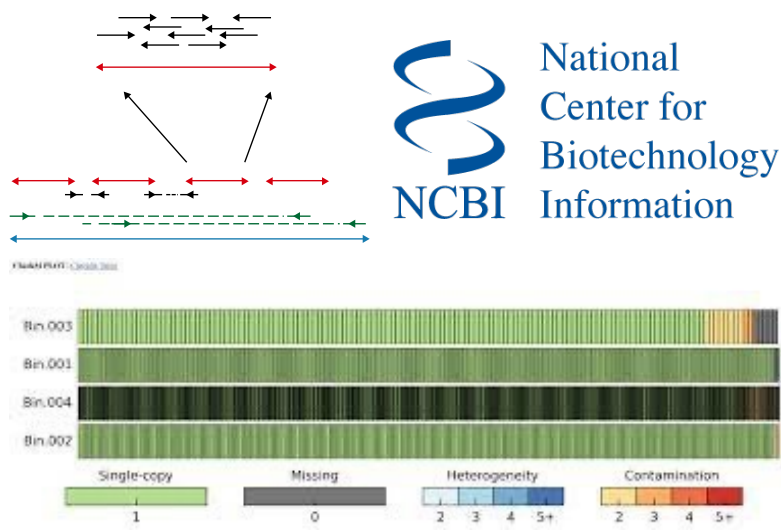 National
Center for
Biotechnology
NCBI Information
Bin.003
Bin.001
Bin.004
Bin.002
Single-copy Missing Heterogeneity Contamination
1 0 2 3 4 5+ 2 3 4 5+